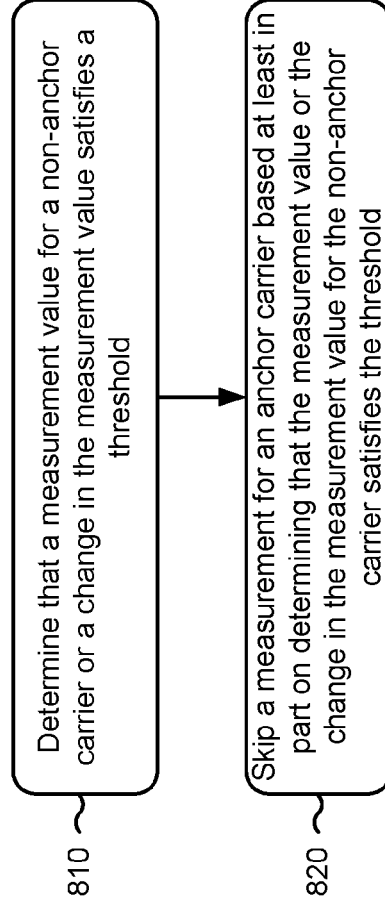 810
Determine that a measurement value for a non-anchor
carrier or a change in the measurement value satisfies a
threshold
820
Skip a measurement for an anchor carrier based at least in
part on determining that the measurement value or the
change in the measurement value for the non-anchor
carrier satisfies the threshold